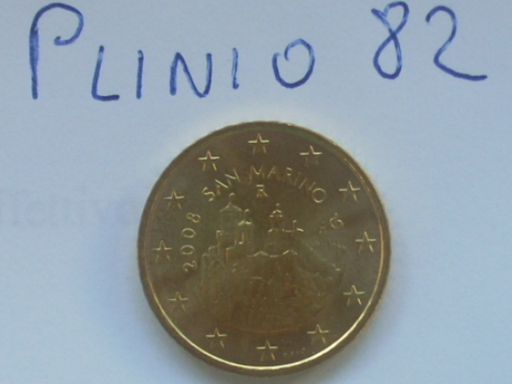 PLINIO 82
SAN MARINO
R
2008